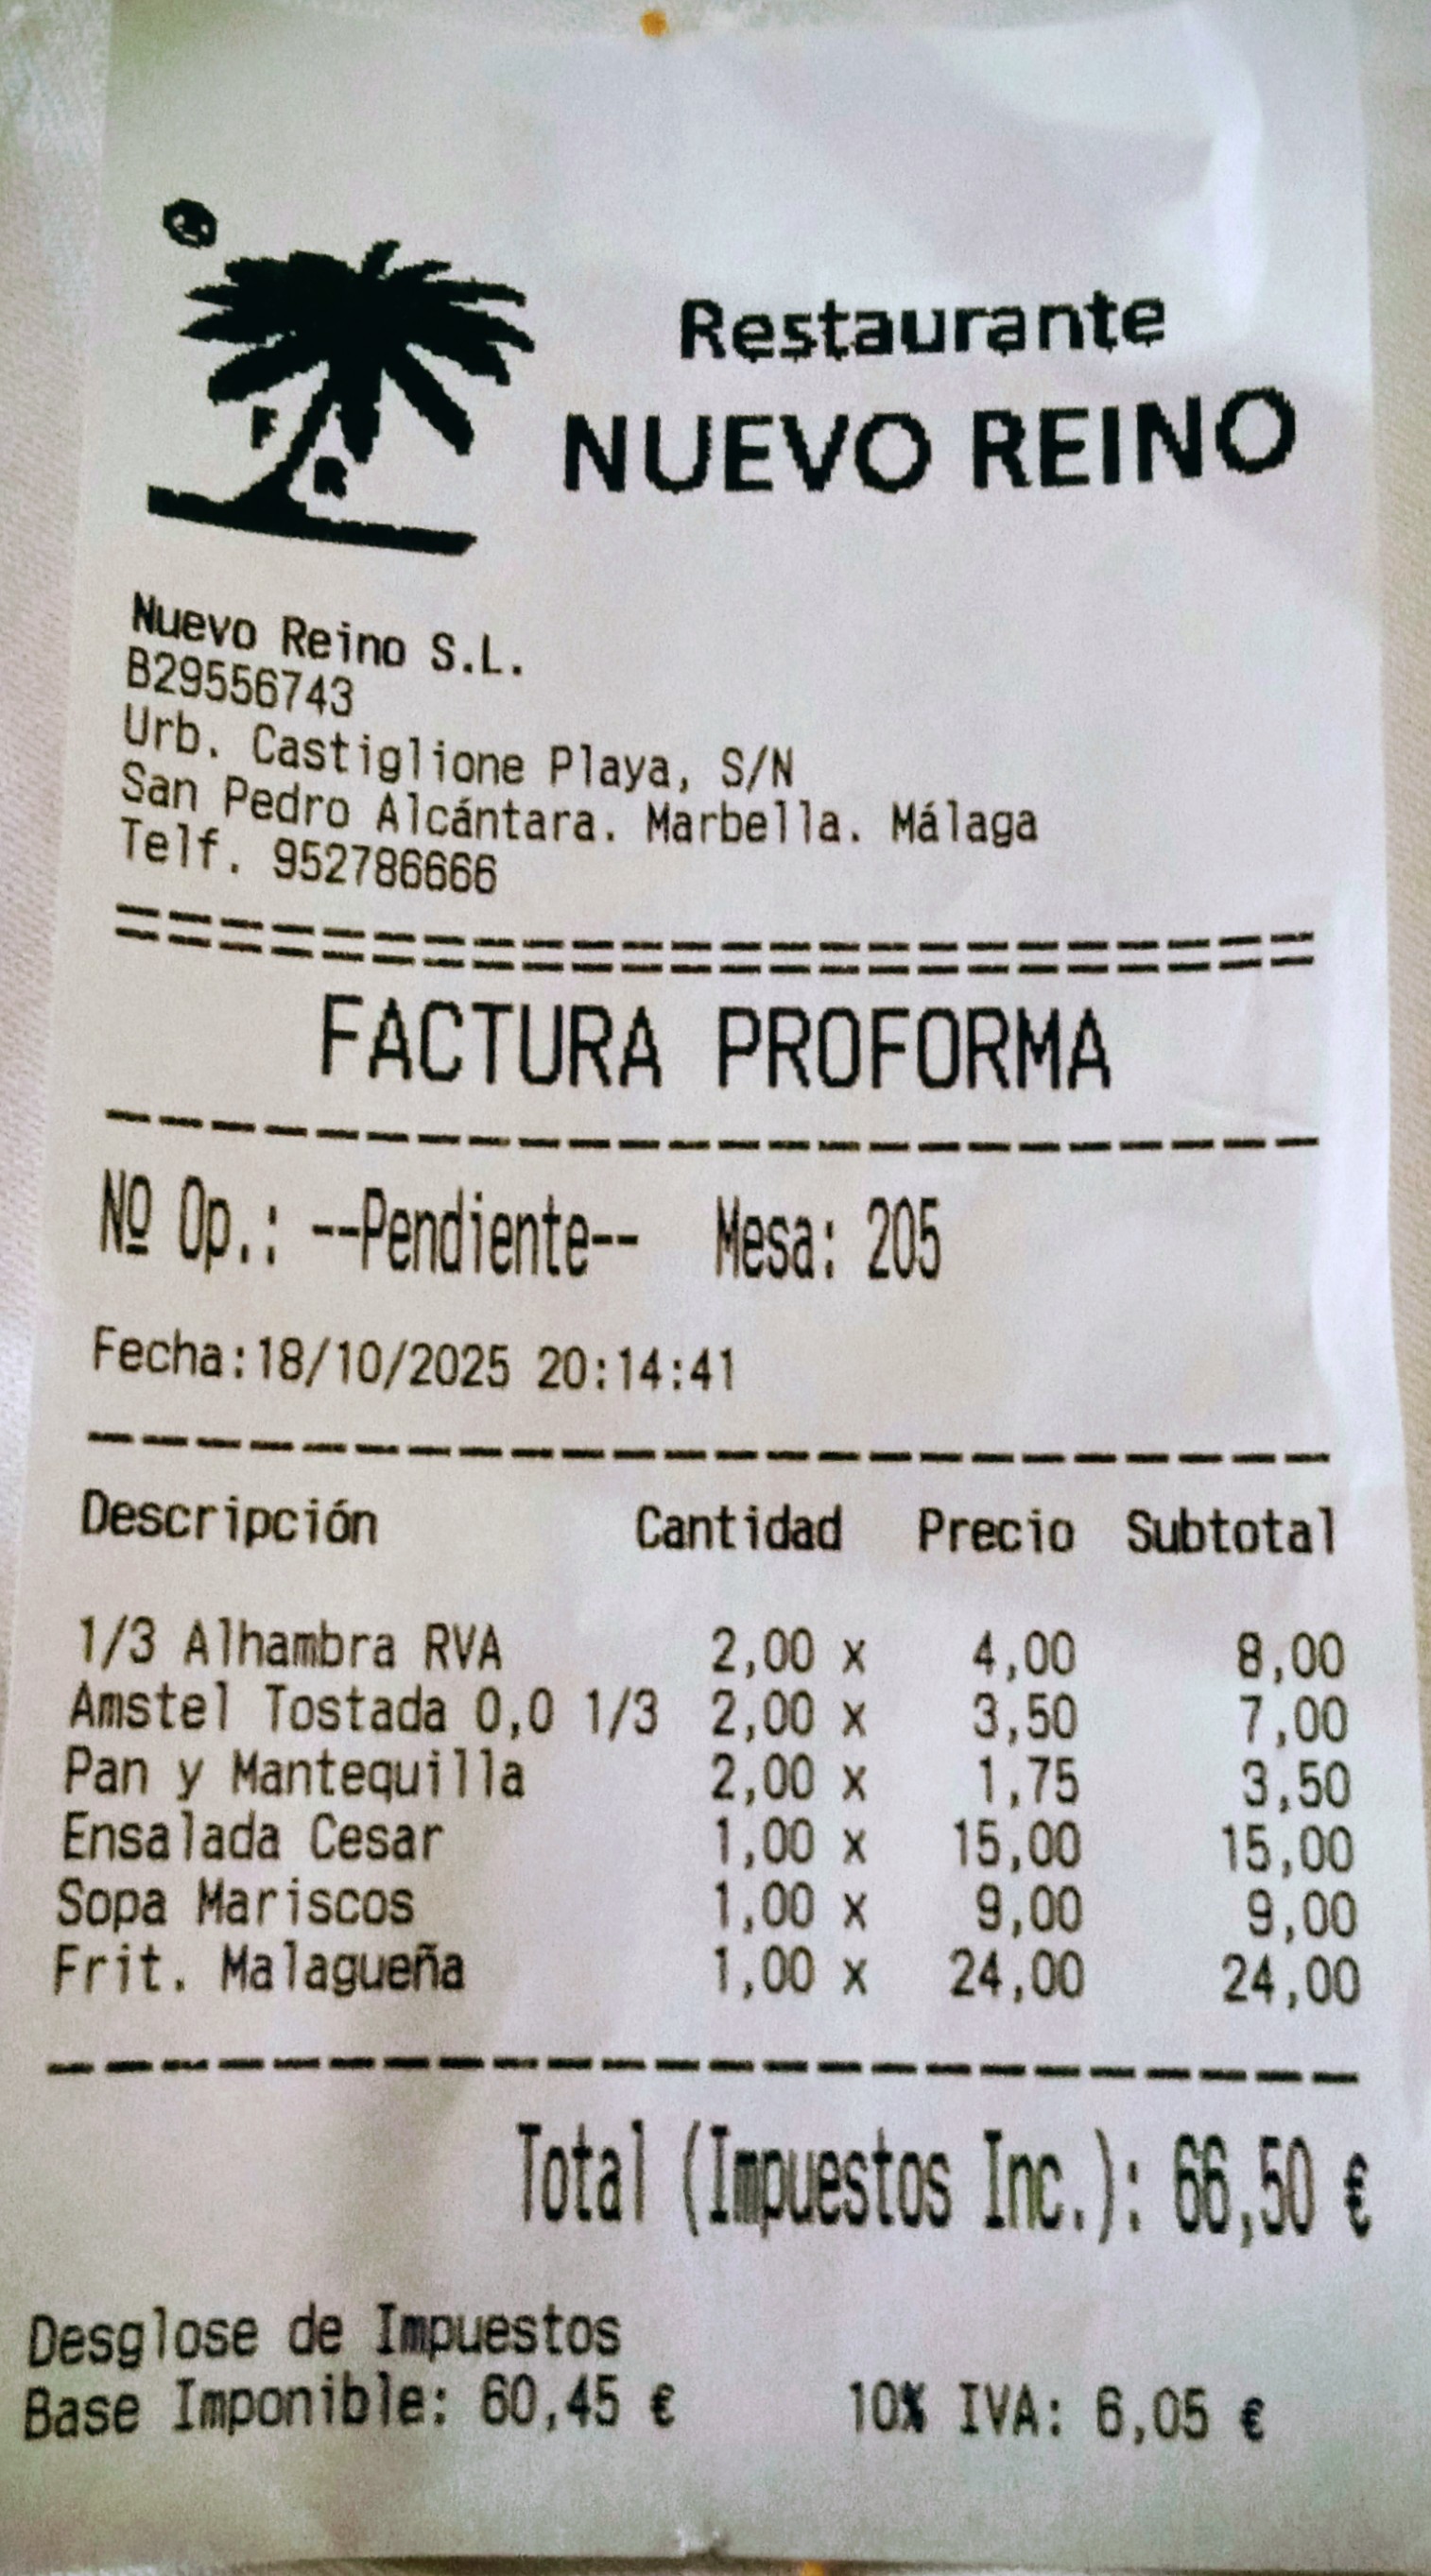 Restaurante
NUEVO REINO
F
R
Nuevo Reino S.L.
B29556743
Urb. Castiglione Playa, S/N
San Pedro Alcántara. Marbella. Málaga
Telf. 952786666
FACTURA PROFORMA
Nº Op.: --Pendiente-- Mesa: 205
Fecha:18/10/2025 20:14:41
Descripción Cantidad Precio Subtotal
1/3 Alhambra RVA 2,00 x 4,00 8,00
Amstel Tostada 0,0 1/3 2,00 x 3,50 7,00
Pan y Mantequilla 2,00 x 1,75 3,50
Ensalada Cesar 1,00 x 15,00 15,00
Sopa Mariscos 1,00 x 9,00 9,00
Frit. Malagueña 1,00 x 24,00 24,00
Total (Impuestos Inc.): 66,50 €
Desglose de Impuestos
Base Imponible: 60,45 € 10% IVA: 6,05 €